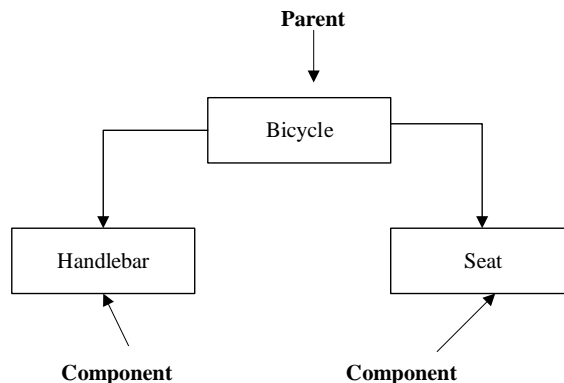 Parent
Bicycle
Handlebar
Seat
Component
Component